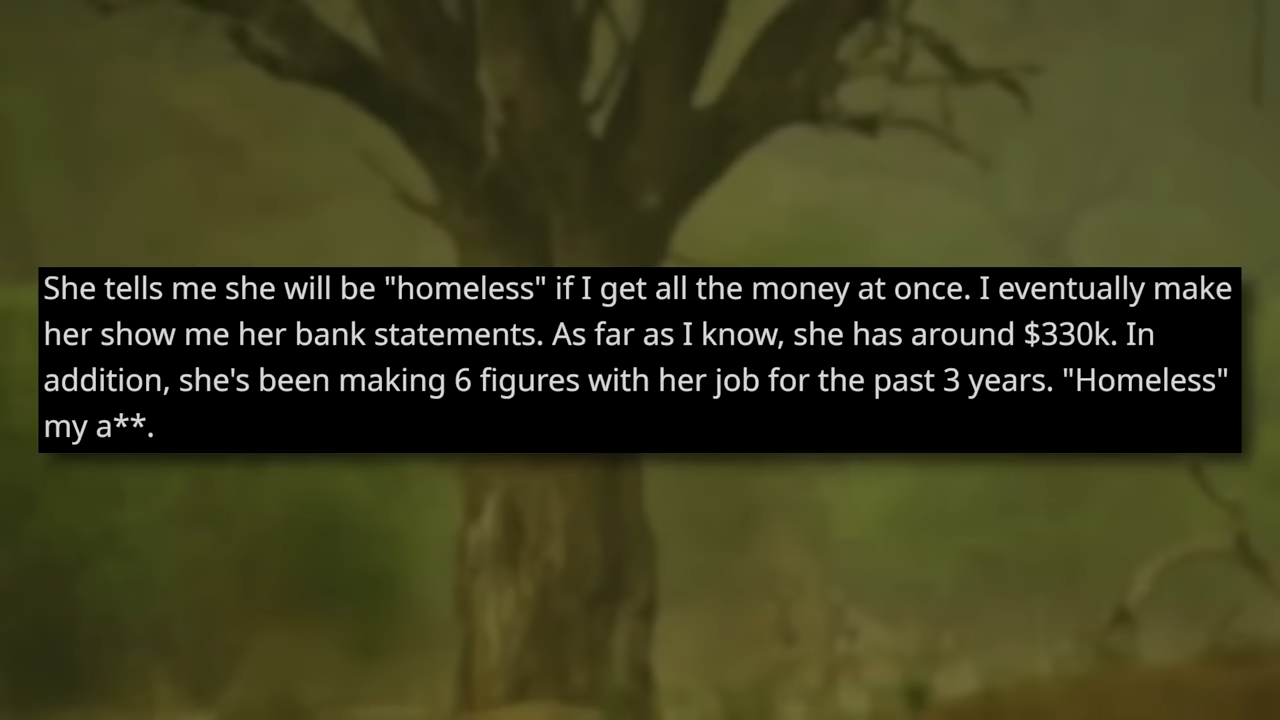 She tells me she will be "homeless" if I get all the money at once. I eventually make
her show me her bank statements. As far as I know, she has around $330k. In
addition, she's been making 6 figures with her job for the past 3 years. "Homeless"
my a**.